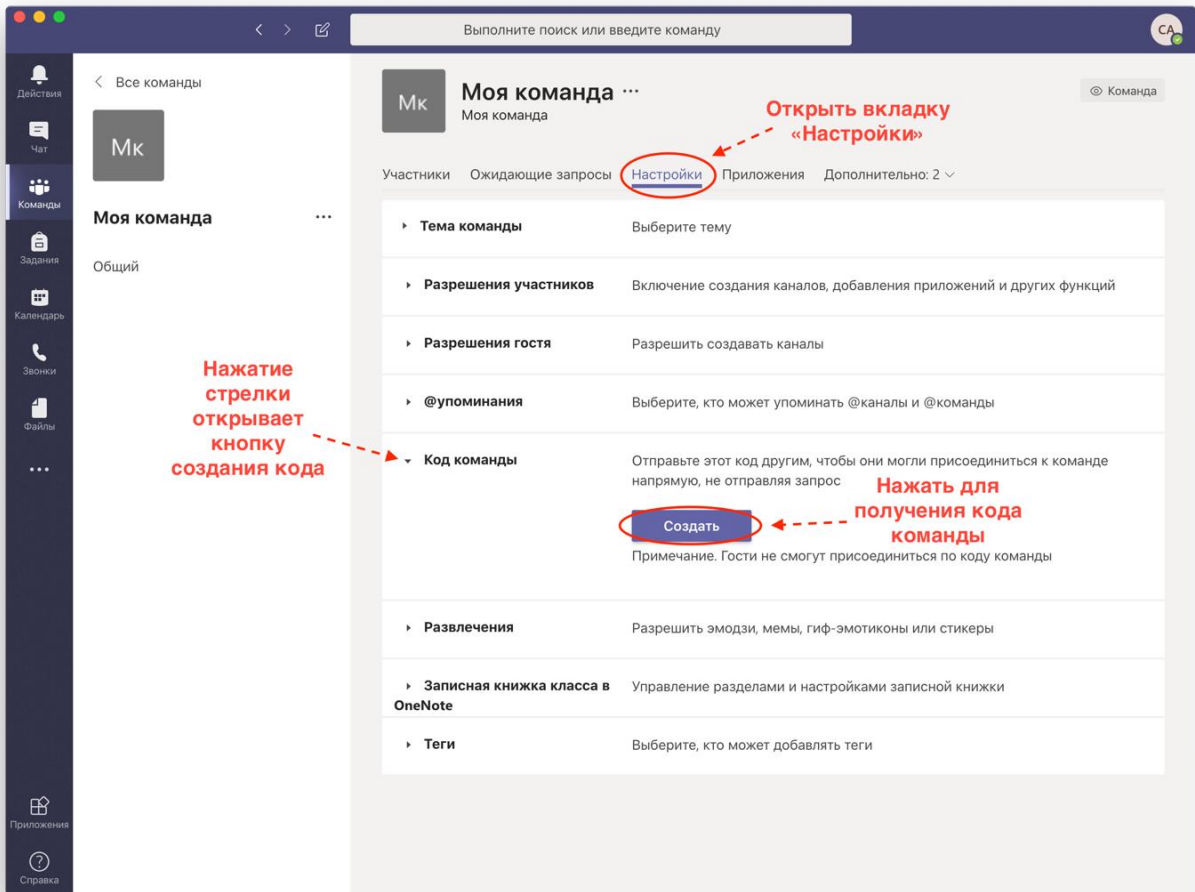 Выполните поиск или введите команду
CA
Действия
Чат
Команды
Задания
Календарь
Звонки
Файлы
Приложения
Справка
Все команды
Мк
Моя команда ...
Общий
Мк
Моя команда ...
Моя команда
Команда
Открыть вкладку
«Настройки»
Участники Ожидающие запросы Настройки Приложения Дополнительно: 2
Тема команды Выберите тему
Разрешения участников Включение создания каналов, добавления приложений и других функций
Разрешения гостя Разрешить создавать каналы
@упоминания Выберите, кто может упоминать @каналы и @команды
Нажатие
стрелки
открывает
кнопку
создания кода
Код команды Отправьте этот код другим, чтобы они могли присоединиться к команде
напрямую, не отправляя запрос
Нажать для
получения кода
команды
Создать
Примечание. Гости не смогут присоединиться по коду команды
Развлечения Разрешить эмодзи, мемы, гиф-эмотиконы или стикеры
Записная книжка класса в Управление разделами и настройками записной книжки
OneNote
Теги Выберите, кто может добавлять теги